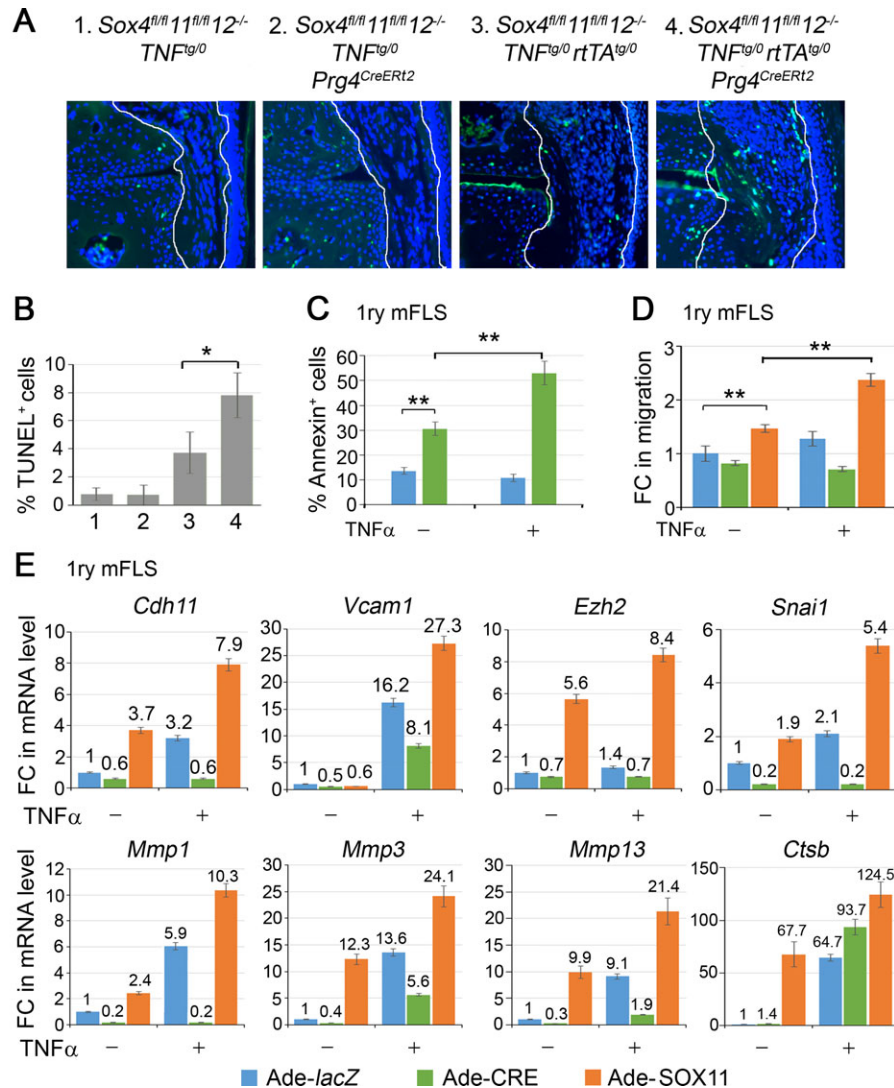 A
1. Sox4fl/fl11fl/fl12-/- TNFtg/0
2. Sox4fl/fl11fl/fl12-/- TNFtg/0 Prg4CreERt2
3. Sox4fl/fl11fl/fl12-/- TNFtg/0 rtTAtg/0
4. Sox4fl/fl11fl/fl12-/- TNFtg/0 rtTAtg/0 Prg4CreERt2
B
% TUNEL+ cells
10
8
6
4
2
0
*
1 2 3 4
C 1ry mFLS
% Annexin+ cells
60
50
40
30
20
10
0
**
**
TNFα − +
D 1ry mFLS
FC in migration
3
2
1
0
**
**
TNFα − +
E 1ry mFLS
FC in mRNA level
Cdh11
10
8
6
4
2
0
1 0.6 3.7 3.2 0.6 7.9
TNFα − +
Vcam1
30
25
20
15
10
5
0
1 0.5 0.6 16.2 8.1 27.3
− +
Ezh2
10
8
6
4
2
0
1 0.7 5.6 1.4 0.7 8.4
− +
Snai1
6
4
2
0
1 0.2 1.9 2.1 0.2 5.4
− +
FC in mRNA level
Mmp1
12
10
8
6
4
2
0
1 0.2 2.4 5.9 0.2 10.3
TNFα − +
Mmp3
30
25
20
15
10
5
0
1 0.4 12.3 13.6 5.6 24.1
− +
Mmp13
30
25
20
15
10
5
0
1 0.3 9.9 9.1 1.9 21.4
− +
Ctsb
150
100
50
0
1 1.4 67.7 64.7 93.7 124.5
− +
Ade-lacZ Ade-CRE Ade-SOX11